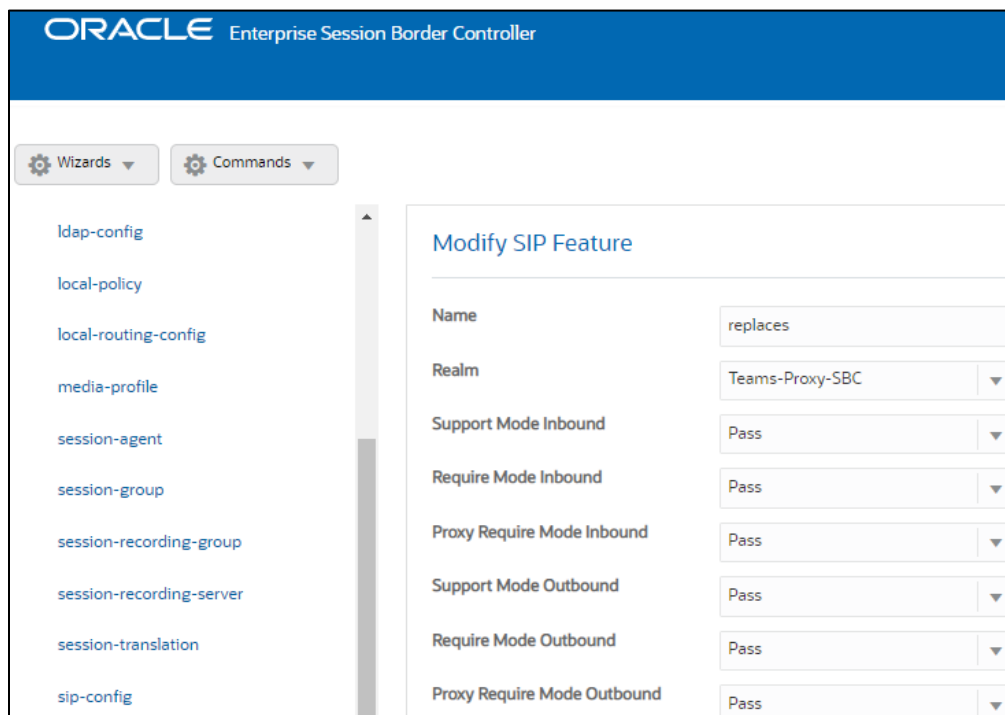 ORACLE Enterprise Session Border Controller
Wizards
Commands
ldap-config
local-policy
local-routing-config
media-profile
session-agent
session-group
session-recording-group
session-recording-server
session-translation
sip-config
Modify SIP Feature
Name
replaces
Realm
Teams-Proxy-SBC
Support Mode Inbound
Pass
Require Mode Inbound
Pass
Proxy Require Mode Inbound
Pass
Support Mode Outbound
Pass
Require Mode Outbound
Pass
Proxy Require Mode Outbound
Pass